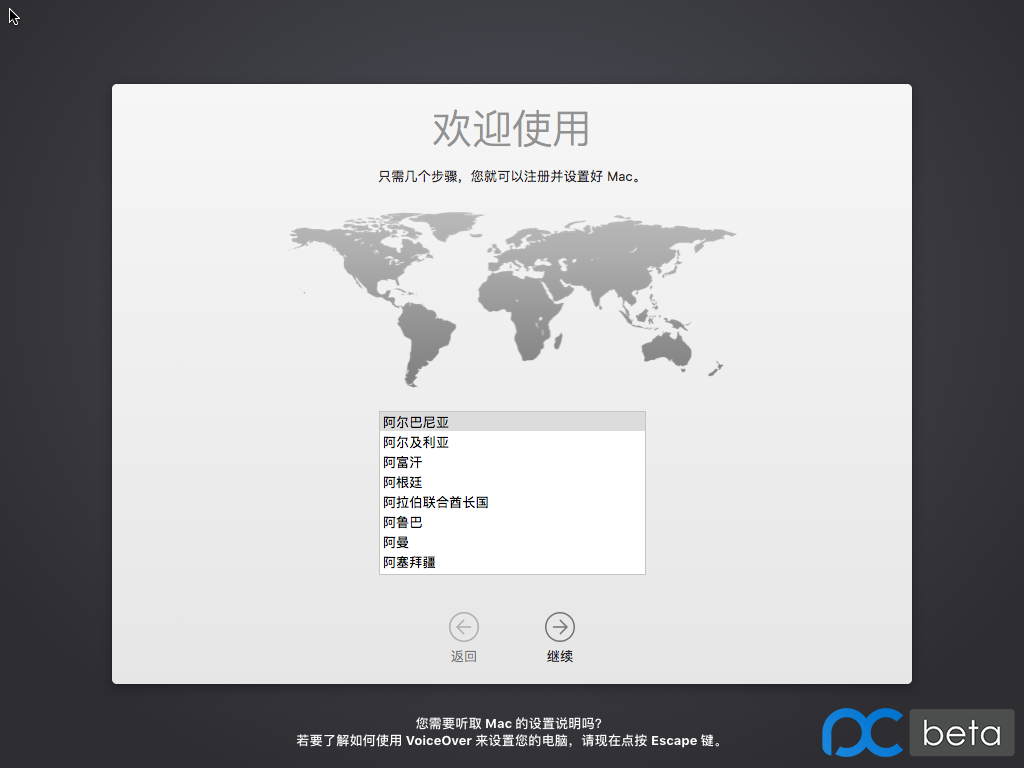 欢迎使用
只需几个步骤，您就可以注册并设置好 Mac。
阿尔巴尼亚
阿尔及利亚
阿富汗
阿根廷
阿拉伯联合酋长国
阿鲁巴
阿曼
阿塞拜疆
返回
继续
您需要听取 Mac 的设置说明吗?
若要了解如何使用 VoiceOver 来设置您的电脑，请现在点按 Escape 键。
pc beta